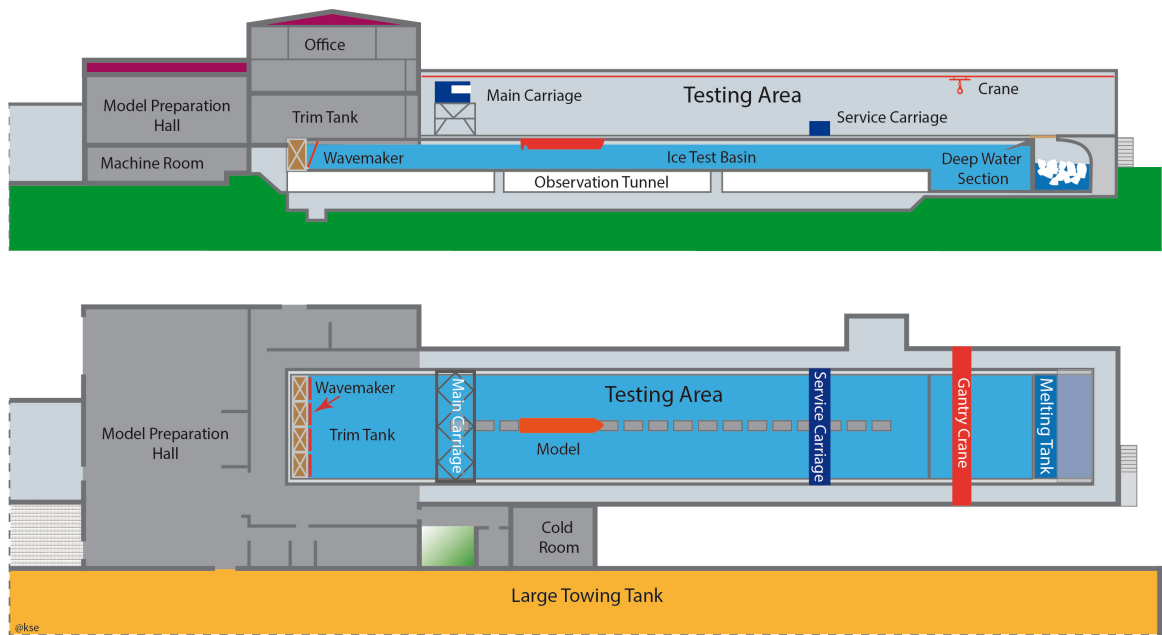 Office
Model Preparation
Hall
Trim Tank
Machine Room
Main Carriage
Testing Area
Crane
Service Carriage
Wavemaker
Ice Test Basin
Deep Water
Section
Observation Tunnel
Wavemaker
Trim Tank
Model Preparation
Hall
Main Carriage
Testing Area
Model
Service Carriage
Gantry Crane
Melting Tank
Cold
Room
Large Towing Tank
@kse